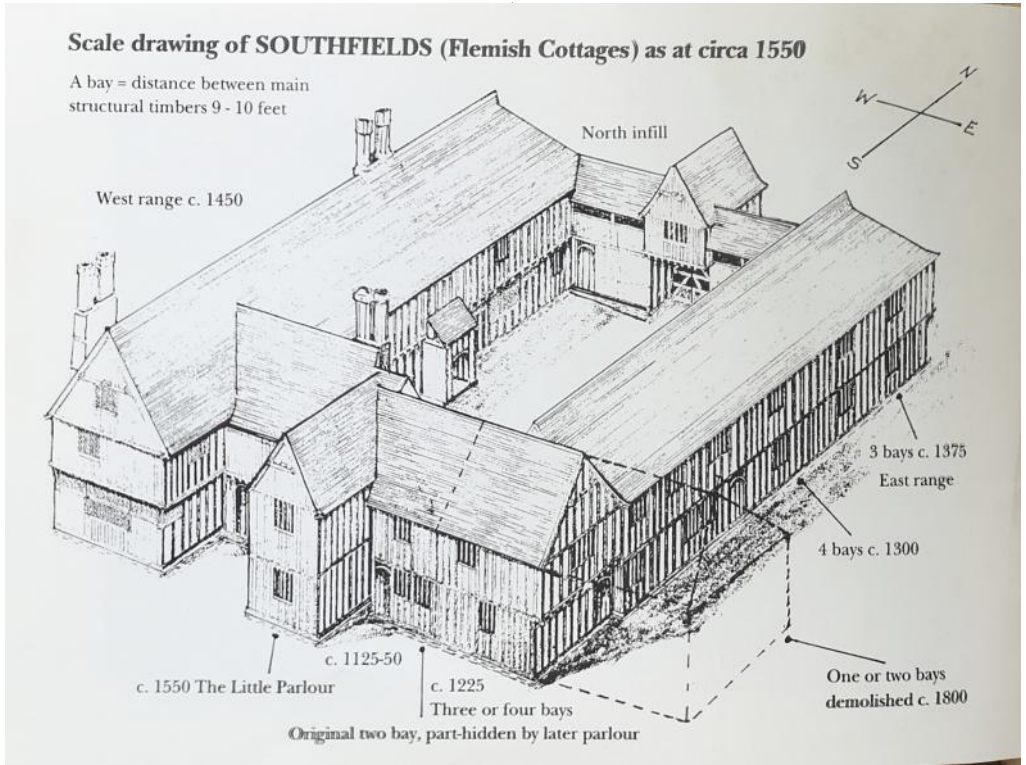 Scale drawing of SOUTHFIELDS (Flemish Cottages) as at circa 1550
A bay = distance between main
structural timbers 9 - 10 feet
N
W
E
S
North infill
West range c. 1450
3 bays c. 1375
East range
4 bays c. 1300
c. 1125-50
c. 1550 The Little Parlour
c. 1225
Three or four bays
Original two bay, part-hidden by later parlour
One or two bays
demolished c. 1800